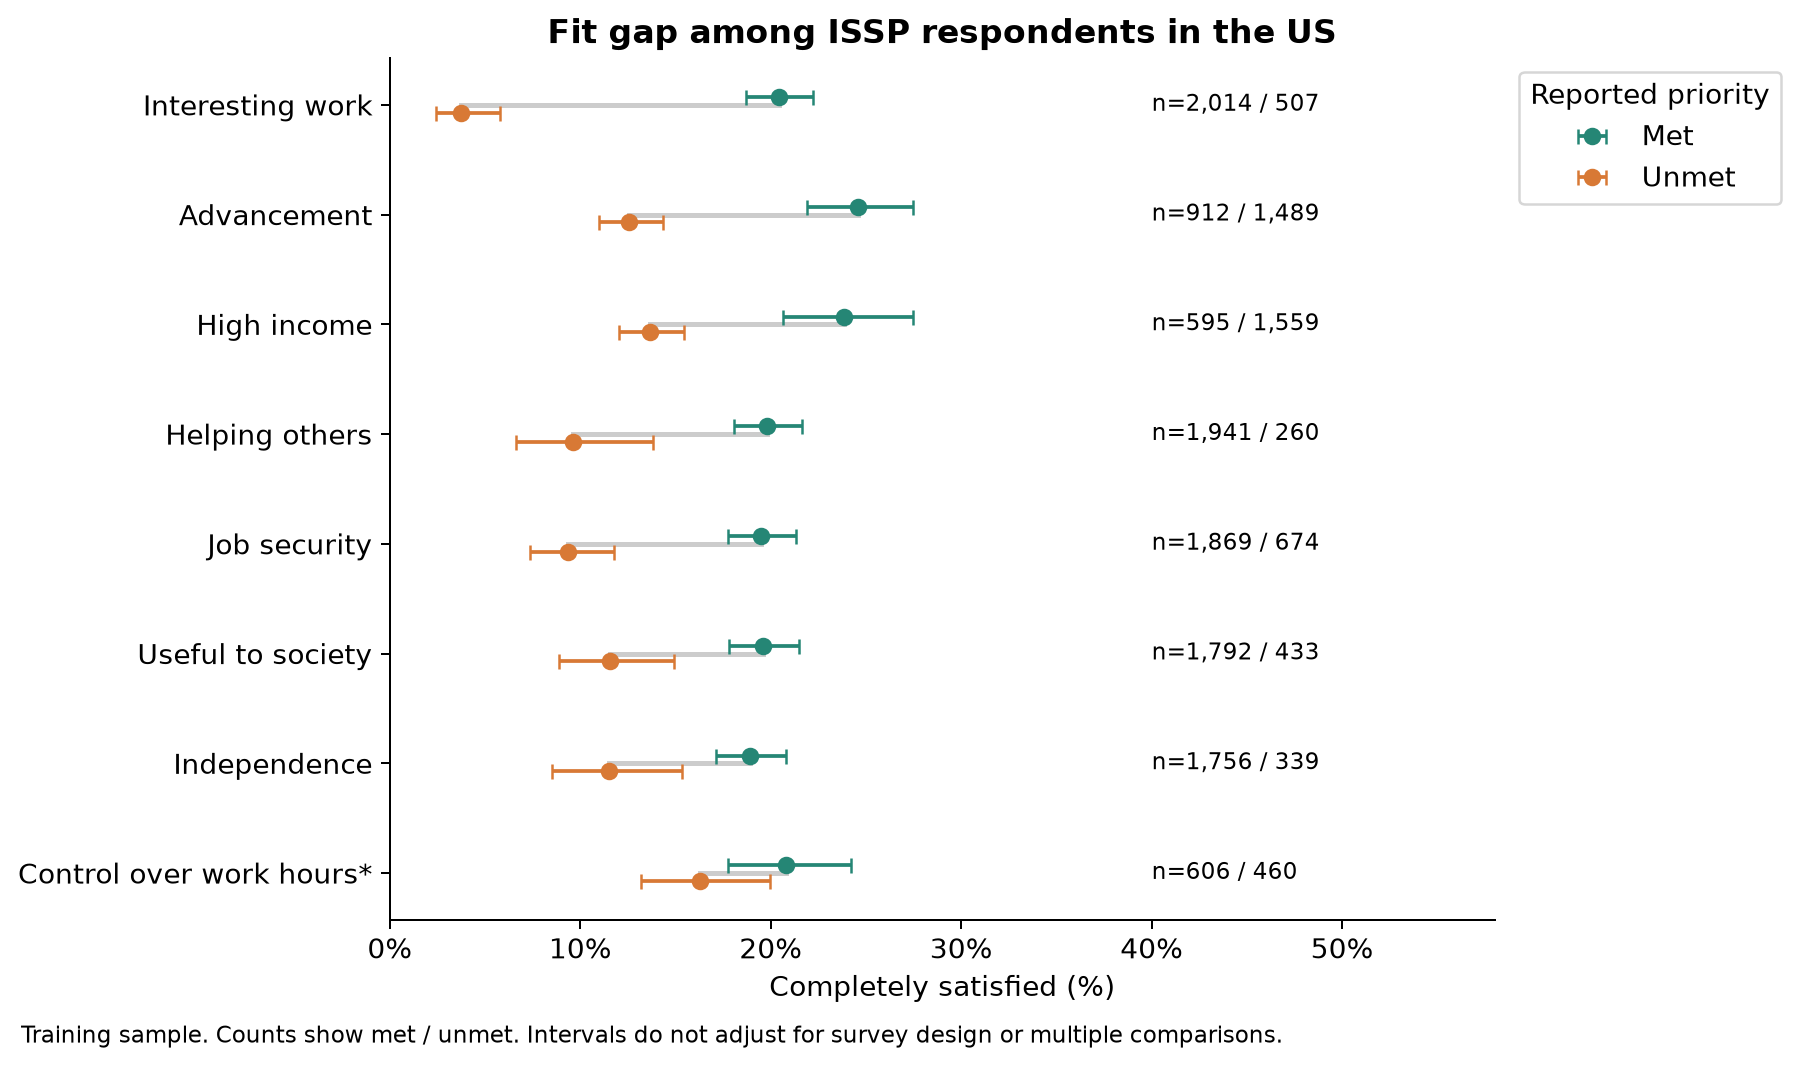 Fit gap among ISSP respondents in the US
Reported priority
Met
Unmet
Interesting work
n=2,014 / 507
Advancement
n=912 / 1,489
High income
n=595 / 1,559
Helping others
n=1,941 / 260
Job security
n=1,869 / 674
Useful to society
n=1,792 / 433
Independence
n=1,756 / 339
Control over work hours*
n=606 / 460
0% 10% 20% 30% 40% 50%
Completely satisfied (%)
Training sample. Counts show met / unmet. Intervals do not adjust for survey design or multiple comparisons.